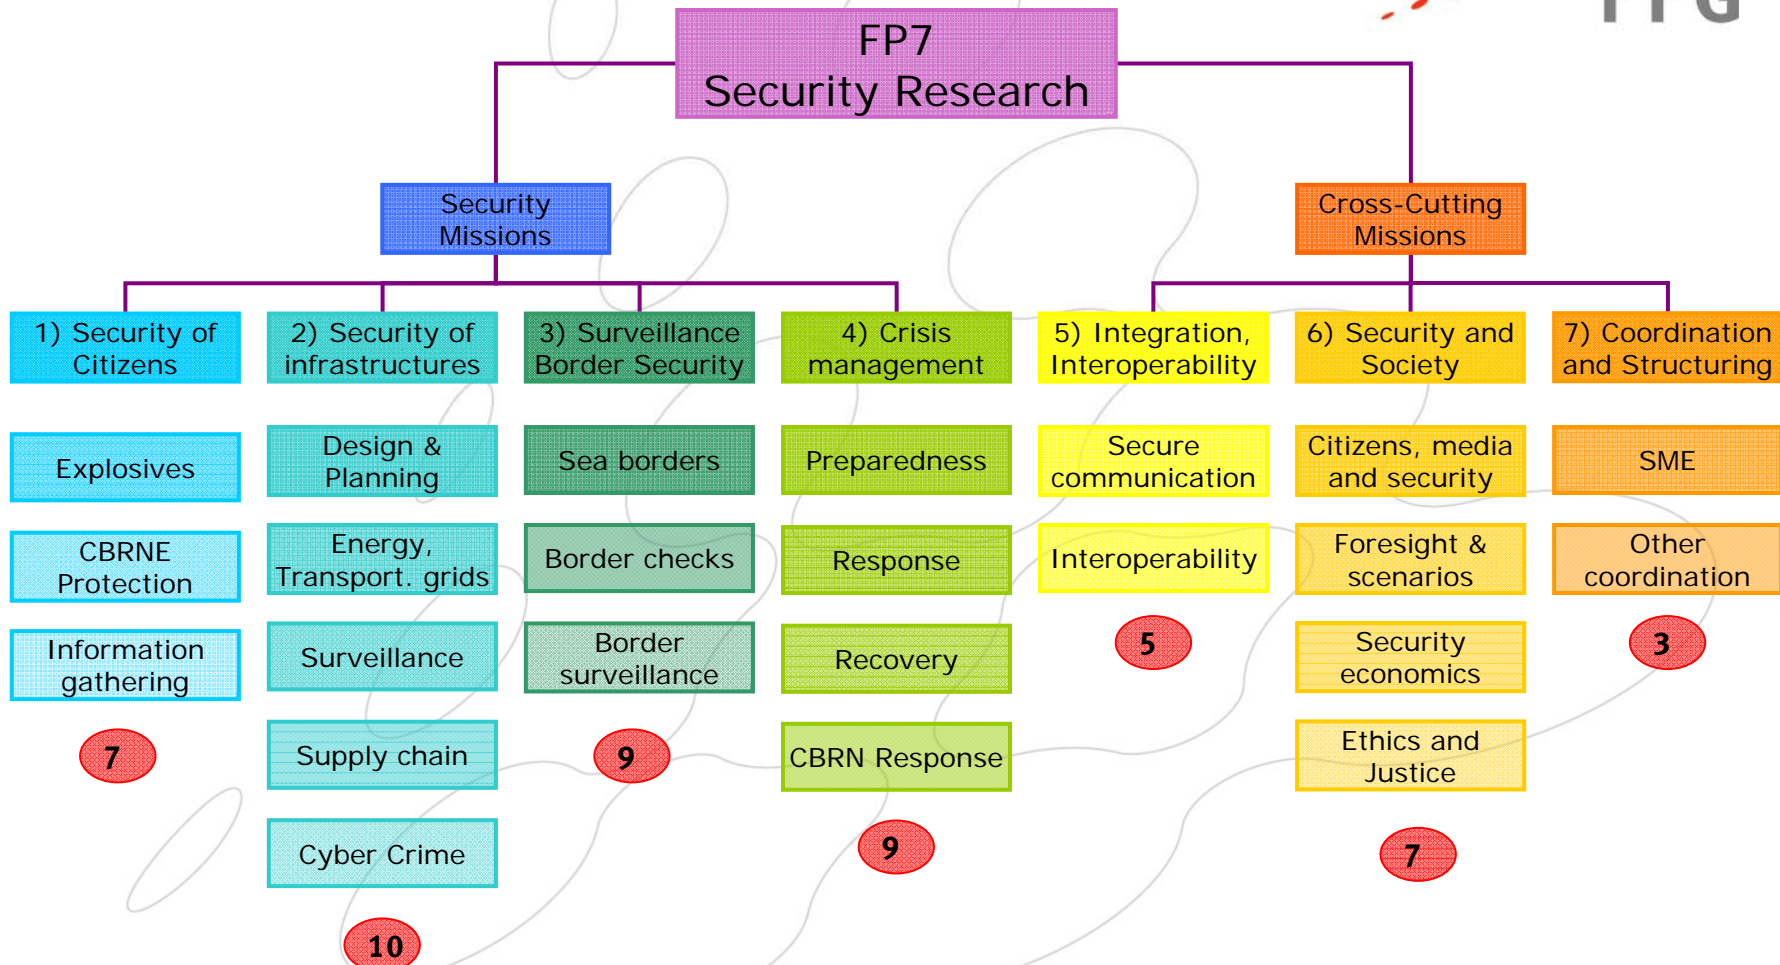 FP7
Security Research
Security
Missions
Cross-Cutting
Missions
1) Security of
Citizens
2) Security of
infrastructures
3) Surveillance
Border Security
4) Crisis
management
5) Integration,
Interoperability
6) Security and
Society
7) Coordination
and Structuring
Explosives
CBRNE
Protection
Information
gathering
7
Design &
Planning
Energy,
Transport. grids
Surveillance
Supply chain
Cyber Crime
10
Sea borders
Border checks
Border
surveillance
9
Preparedness
Response
Recovery
CBRN Response
9
Secure
communication
Interoperability
5
Citizens, media
and security
Foresight &
scenarios
Security
economics
Ethics and
Justice
7
SME
Other
coordination
3